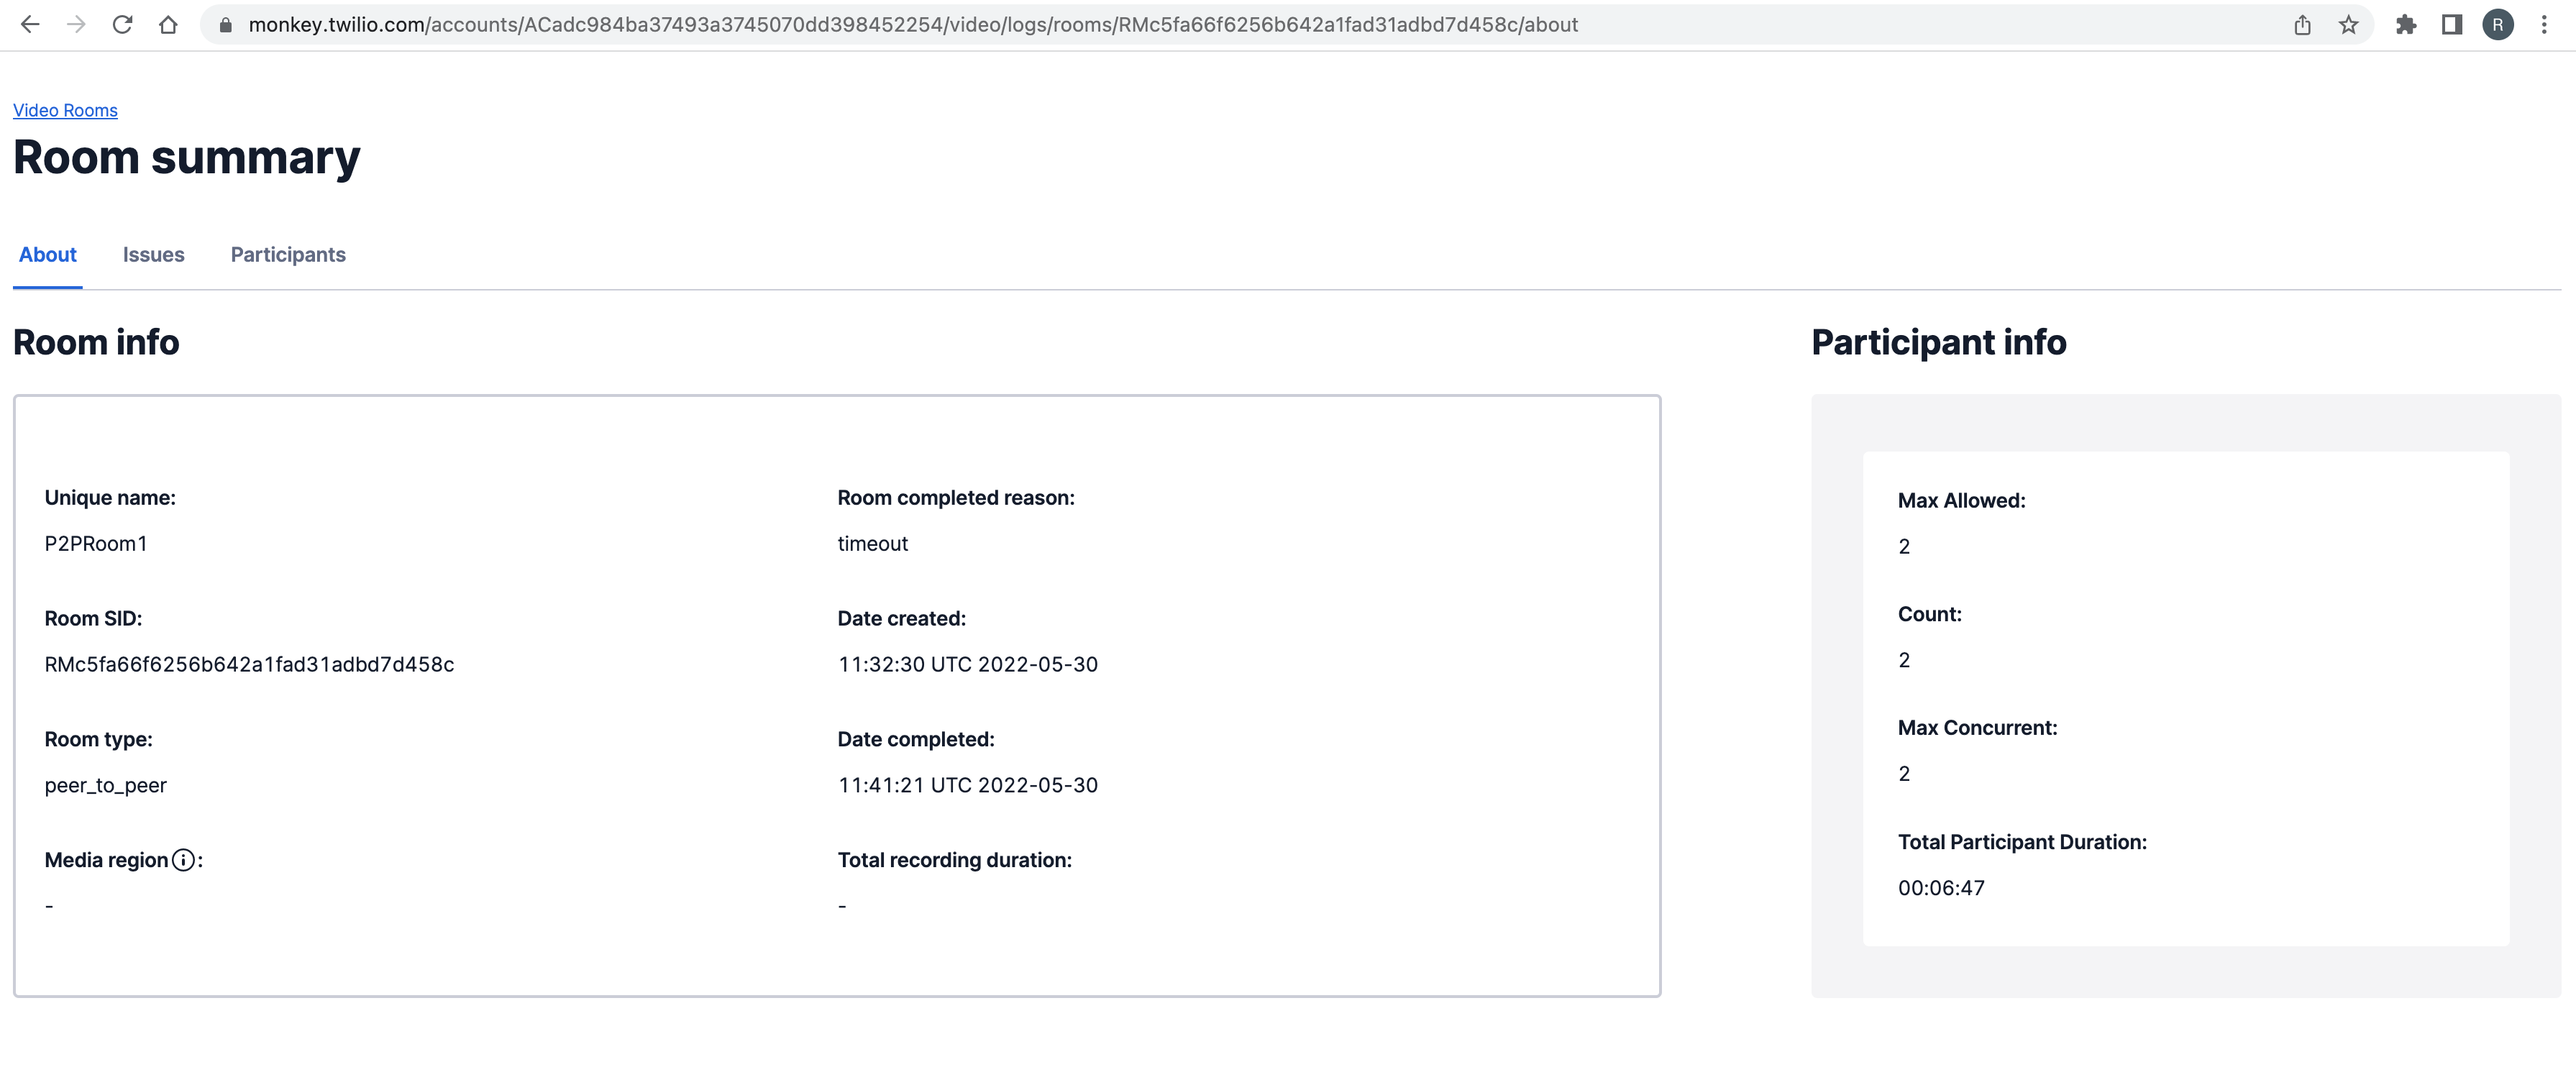 monkey.twilio.com/accounts/ACadc984ba37493a3745070dd398452254/video/logs/rooms/RMc5fa66f6256b642a1fad31adbd7d458c/about
R
Video Rooms
Room summary
About Issues Participants
Room info
Unique name:
P2PRoom1
Room SID:
RMc5fa66f6256b642a1fad31adbd7d458c
Room type:
peer_to_peer
Media region ⓘ:
-
Room completed reason:
timeout
Date created:
11:32:30 UTC 2022-05-30
Date completed:
11:41:21 UTC 2022-05-30
Total recording duration:
-
Participant info
Max Allowed:
2
Count:
2
Max Concurrent:
2
Total Participant Duration:
00:06:47